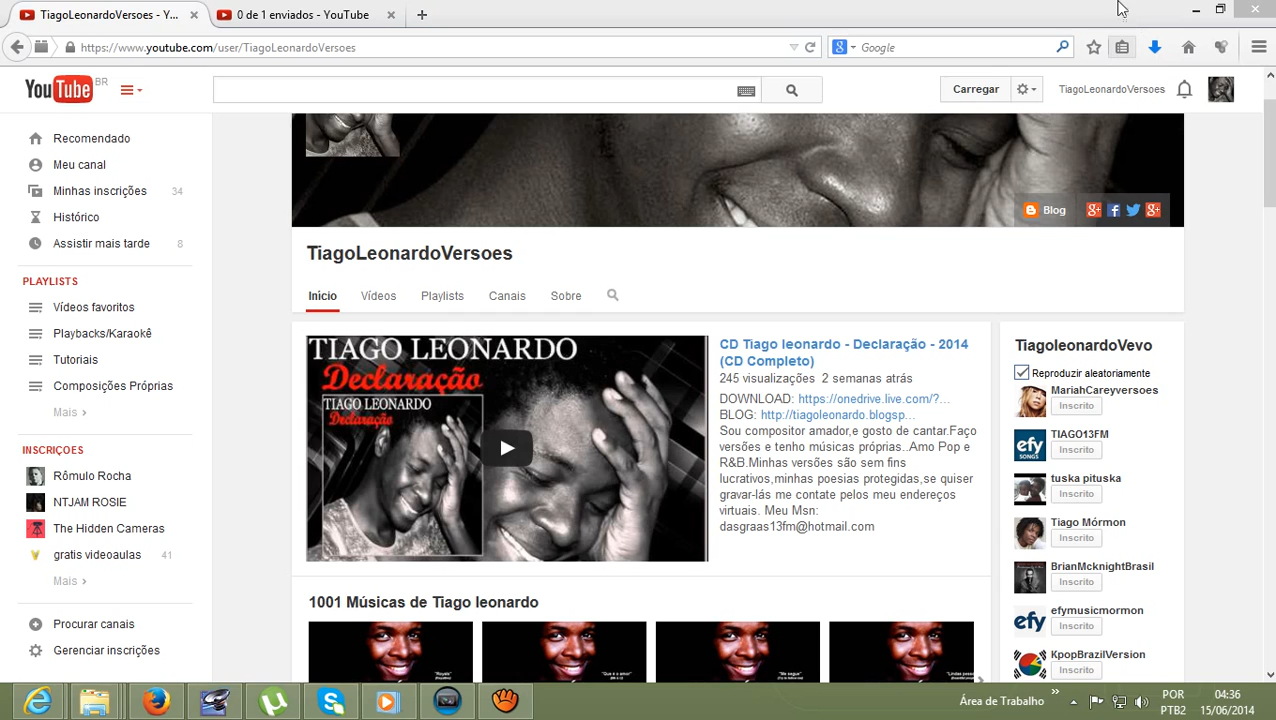 TiagoLeonardoVersoes - Y...
0 de 1 enviados - YouTube
https://www.youtube.com/user/TiagoLeonardoVersoes
Google
YouTube BR
Carregar
TiagoLeonardoVersoes
Recomendado
Meu canal
Minhas inscrições 34
Histórico
Assistir mais tarde 8
PLAYLISTS
Vídeos favoritos
Playbacks/Karaokê
Tutoriais
Composições Próprias
Mais ›
INSCRIÇÕES
Rômulo Rocha
NTJAM ROSIE
The Hidden Cameras
gratis videoaulas 41
Mais ›
Procurar canais
Gerenciar inscrições
Blog
TiagoLeonardoVersoes
Início Vídeos Playlists Canais Sobre
TIAGO LEONARDO
Declaração
TIAGO LEONARDO
Declaração
CD Tiago leonardo - Declaração - 2014
(CD Completo)
245 visualizações 2 semanas atrás
DOWNLOAD: https://onedrive.live.com/?...
BLOG: http://tiagoleonardo.blogsp...
Sou compositor amador,e gosto de cantar.Faço
versões e tenho músicas próprias..Amo Pop e
R&B.Minhas versões são sem fins
lucrativos,minhas poesias protegidas,se quiser
gravar-lás me contate pelos meu endereços
virtuais. Meu Msn:
dasgraas13fm@hotmail.com
1001 Músicas de Tiago leonardo
TiagoleonardoVevo
Reproduzir aleatoriamente
MariahCareyversoes
Inscrito
efy SONGS
TIAGO13FM
Inscrito
tuska pituska
Inscrito
Tiago Mórmon
Inscrito
BrianMcknightBrasil
Inscrito
efy
efymusicmormon
Inscrito
KpopBrazilVersion
Inscrito
Área de Trabalho
POR
PTB2
04:36
15/06/2014